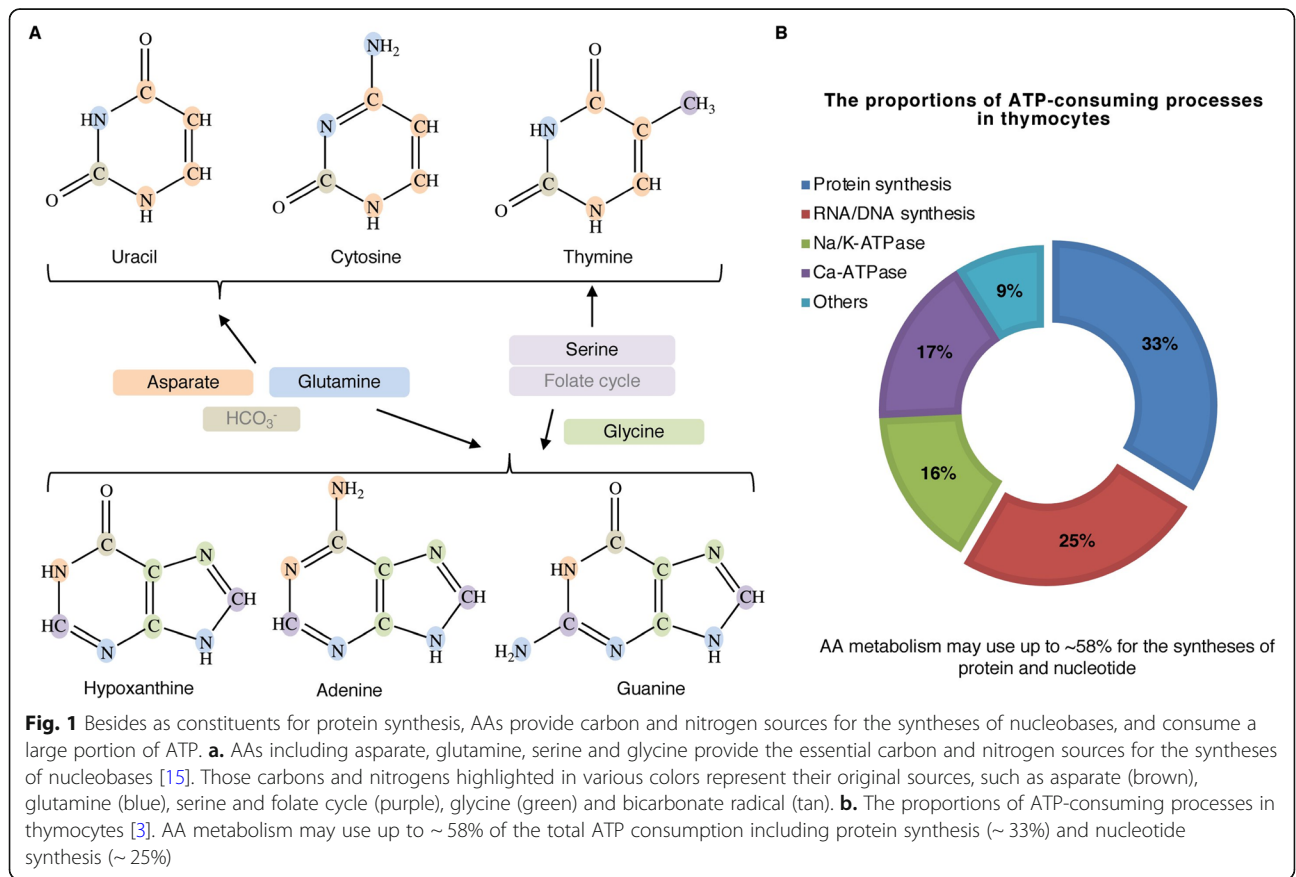 A
O
C
HN
CH
C
CH
O
N
H
Uracil
NH2
C
N
CH
C
CH
O
N
H
Cytosine
O
CH3
C
HN
C
C
CH
O
N
H
Thymine
Asparate
Glutamine
HCO3-
Serine
Folate cycle
Glycine
O
C
N
HN
C
CH
HC
C
N
N
H
Hypoxanthine
NH2
C
N
N
C
CH
HC
C
N
N
H
Adenine
O
C
N
HN
C
CH
C
C
H2N
N
N
H
Guanine
B
The proportions of ATP-consuming processes
in thymocytes
Protein synthesis
RNA/DNA synthesis
Na/K-ATPase
Ca-ATPase
Others
9%
33%
17%
16%
25%
AA metabolism may use up to ~58% for the syntheses of
protein and nucleotide
Fig. 1 Besides as constituents for protein synthesis, AAs provide carbon and nitrogen sources for the syntheses of nucleobases, and consume a
large portion of ATP. a. AAs including asparate, glutamine, serine and glycine provide the essential carbon and nitrogen sources for the syntheses
of nucleobases [15]. Those carbons and nitrogens highlighted in various colors represent their original sources, such as asparate (brown),
glutamine (blue), serine and folate cycle (purple), glycine (green) and bicarbonate radical (tan). b. The proportions of ATP-consuming processes in
thymocytes [3]. AA metabolism may use up to ~ 58% of the total ATP consumption including protein synthesis (~ 33%) and nucleotide
synthesis (~ 25%)